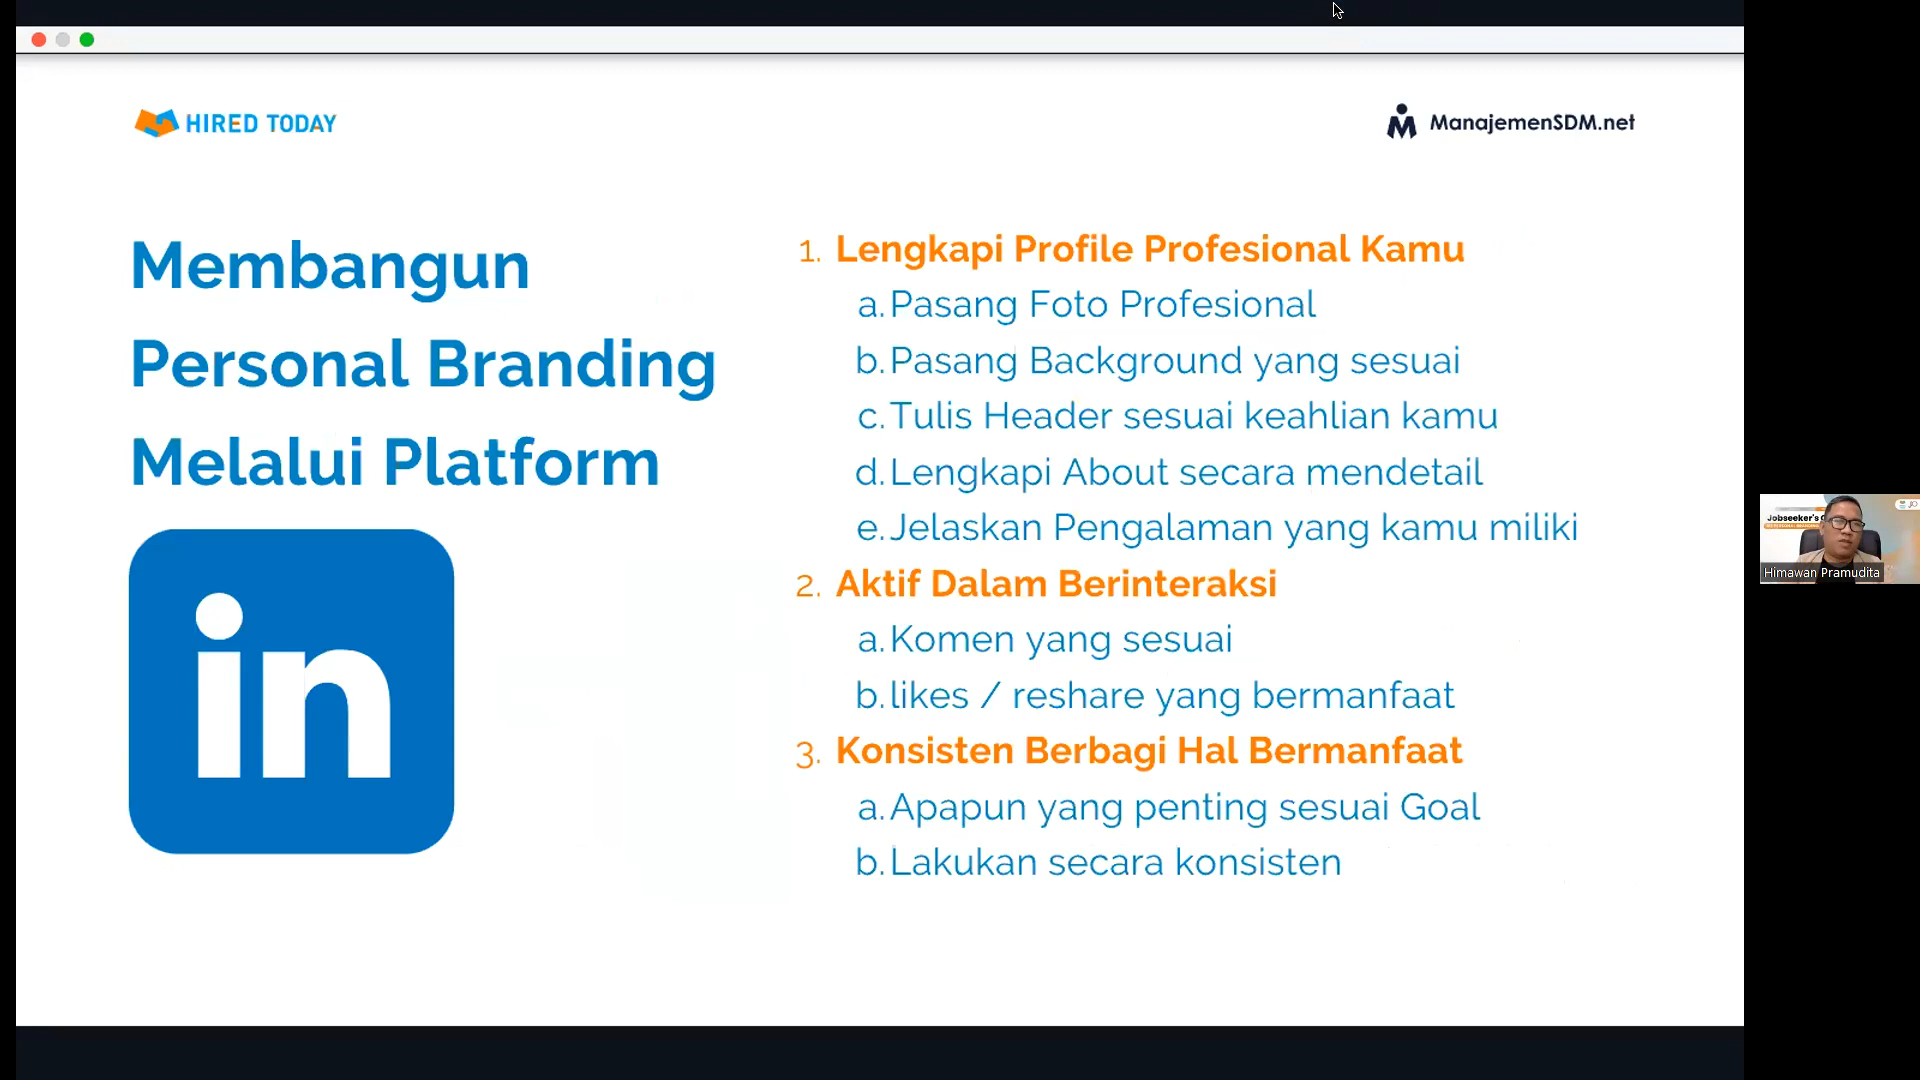 HIRED TODAY
ManajemenSDM.net
Membangun
Personal Branding
Melalui Platform
in
1. Lengkapi Profile Profesional Kamu
a. Pasang Foto Profesional
b. Pasang Background yang sesuai
c. Tulis Header sesuai keahlian kamu
d. Lengkapi About secara mendetail
e. Jelaskan Pengalaman yang kamu miliki
2. Aktif Dalam Berinteraksi
a. Komen yang sesuai
b. likes / reshare yang bermanfaat
3. Konsisten Berbagi Hal Bermanfaat
a. Apapun yang penting sesuai Goal
b. Lakukan secara konsisten
Jobseeker's
Himawan Pramudita